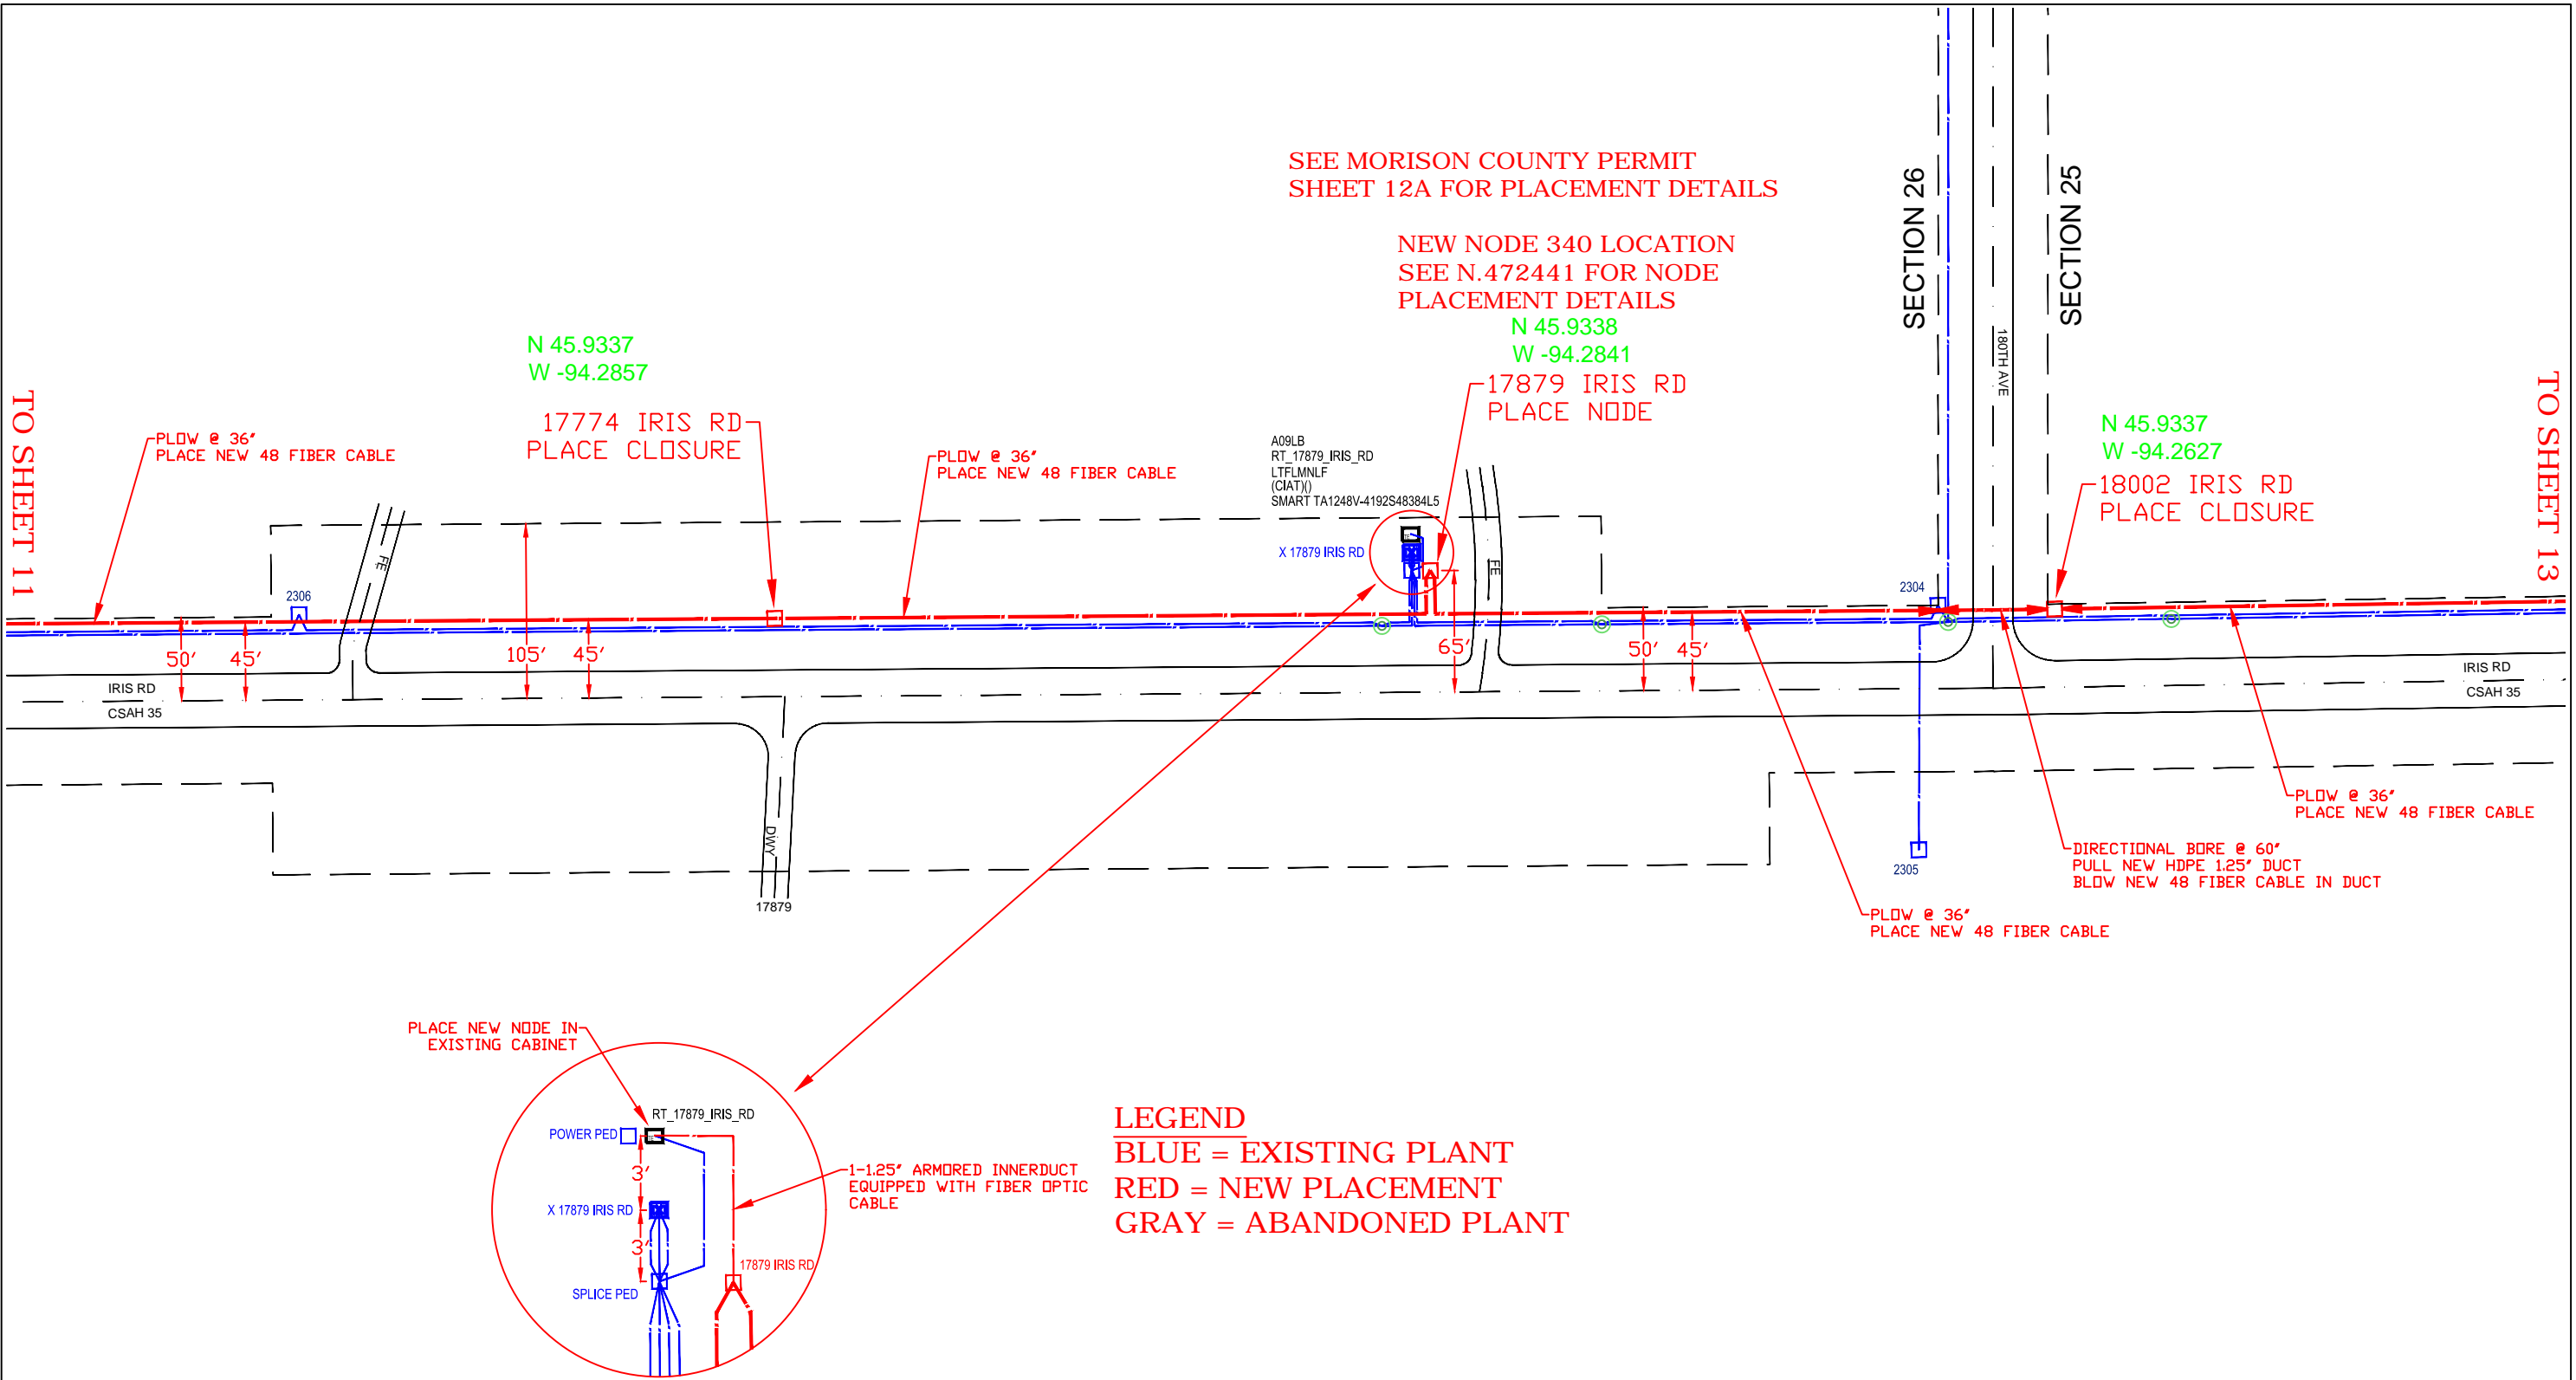 SEE MORISON COUNTY PERMIT
SHEET 12A FOR PLACEMENT DETAILS
NEW NODE 340 LOCATION
SEE N.472441 FOR NODE
PLACEMENT DETAILS
N 45.9338
W -94.2841
17879 IRIS RD
PLACE NODE
SECTION 26
180TH AVE
SECTION 25
N 45.9337
W -94.2857
17774 IRIS RD
PLACE CLOSURE
TO SHEET 11
PLOW @ 36"
PLACE NEW 48 FIBER CABLE
PLOW @ 36"
PLACE NEW 48 FIBER CABLE
A09LB
RT_17879_IRIS_RD
LTFLMNLF
(CIAT)()
SMART TA1248V-4192S48384L5
X 17879 IRIS RD
N 45.9337
W -94.2627
18002 IRIS RD
PLACE CLOSURE
TO SHEET 13
FE
FE
2306
2304
50'
45'
105'
45'
65'
50'
45'
IRIS RD
CSAH 35
IRIS RD
CSAH 35
DWY
17879
2305
PLOW @ 36"
PLACE NEW 48 FIBER CABLE
DIRECTIONAL BORE @ 60"
PULL NEW HDPE 1.25" DUCT
BLOW NEW 48 FIBER CABLE IN DUCT
PLOW @ 36"
PLACE NEW 48 FIBER CABLE
PLACE NEW NODE IN
EXISTING CABINET
RT_17879_IRIS_RD
POWER PED
3'
1-1.25" ARMORED INNERDUCT
EQUIPPED WITH FIBER OPTIC
CABLE
X 17879 IRIS RD
3'
17879 IRIS RD
SPLICE PED
LEGEND
BLUE = EXISTING PLANT
RED = NEW PLACEMENT
GRAY = ABANDONED PLANT